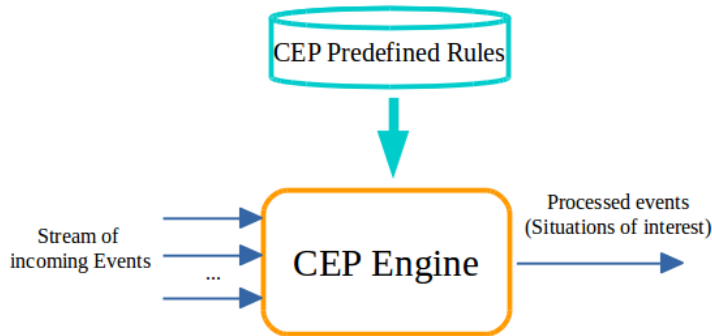 CEP Predefined Rules
Stream of
incoming Events
...
CEP Engine
Processed events
(Situations of interest)